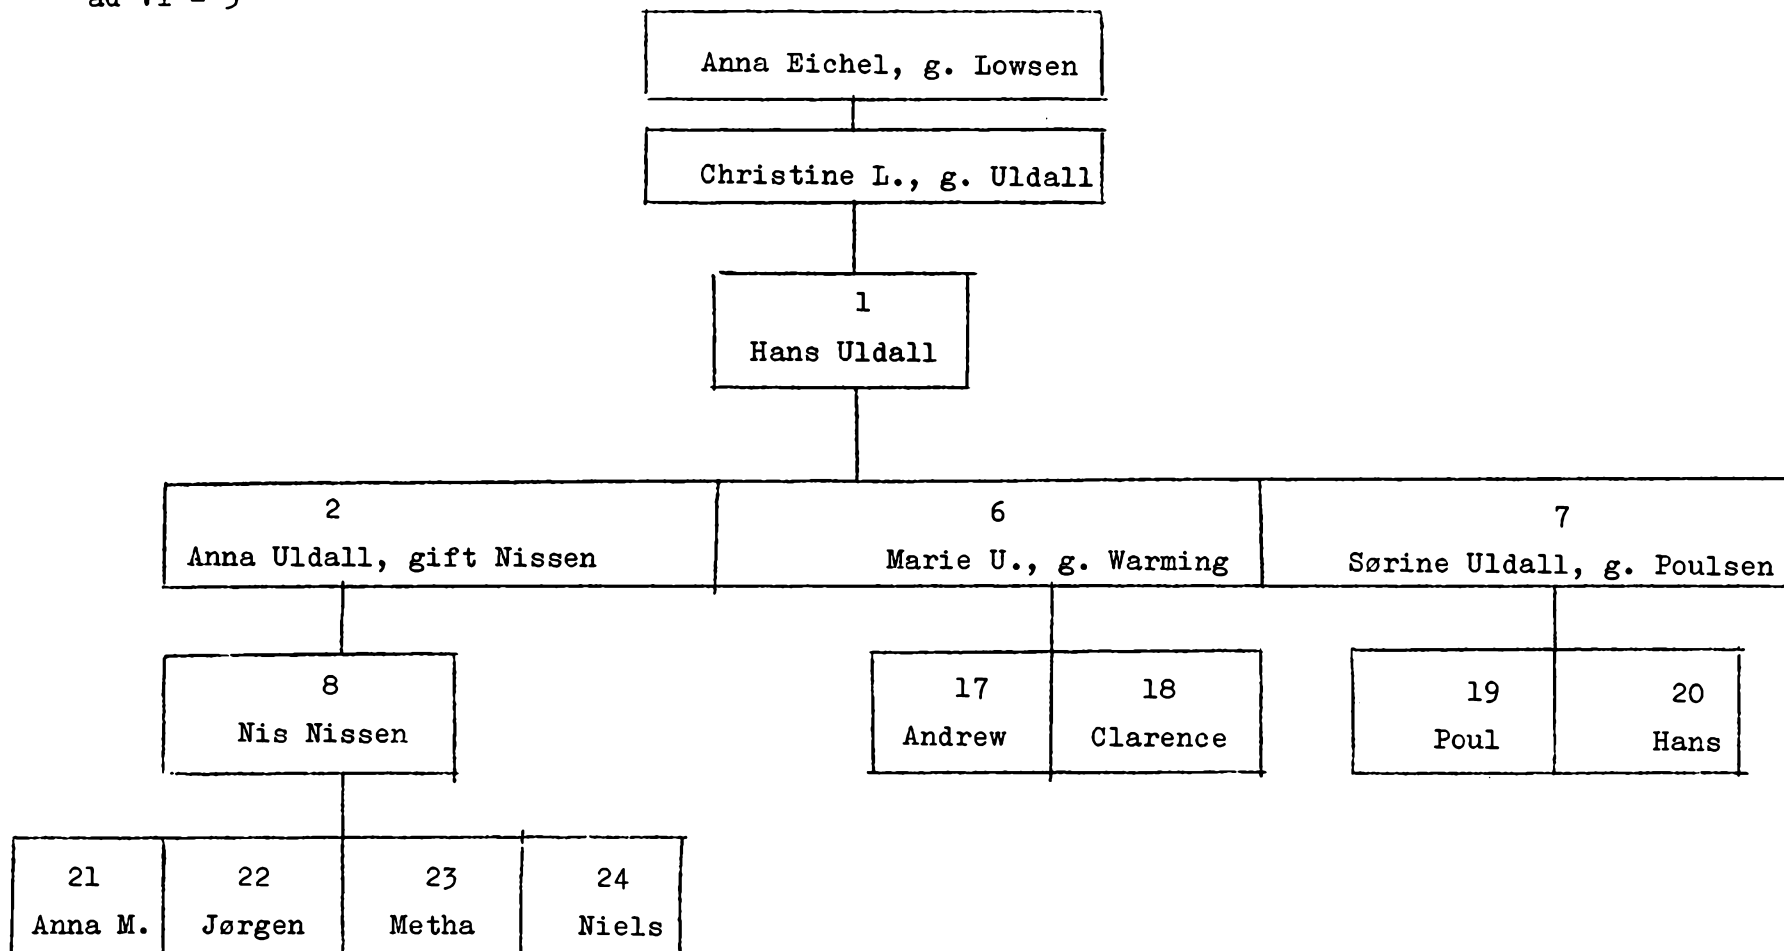 Anna Eichel, g. Lowsen
Christine L., g. Uldall
1
Hans Uldall
2 6 7
Anna Uldall, gift Nissen Marie U., g. Warming Sørine Uldall, g. Poulsen
8 17 18 19 20
Nis Nissen Andrew Clarence Poul Hans
21 22 23 24
Anna M. Jørgen Metha Niels